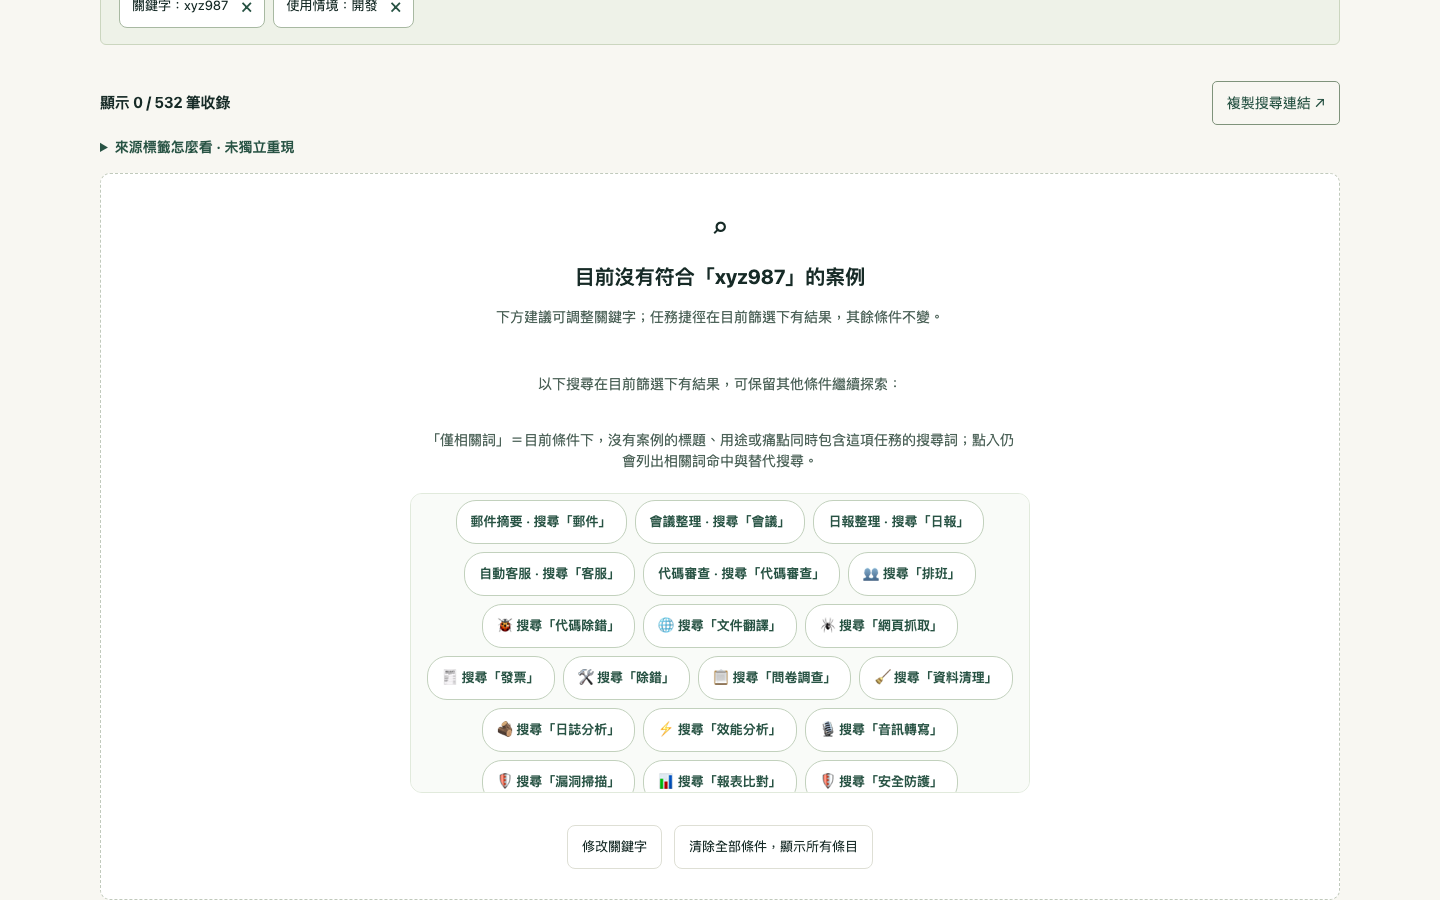 關鍵字：xyz987 ✕ 使用情境：開發 ✕
顯示 0 / 532 筆收錄
複製搜尋連結 ↗
▶ 來源標籤怎麼看 · 未獨立重現
目前沒有符合「xyz987」的案例
下方建議可調整關鍵字；任務捷徑在目前篩選下有結果，其餘條件不變。
以下搜尋在目前篩選下有結果，可保留其他條件繼續探索：
「僅相關詞」＝目前條件下，沒有案例的標題、用途或痛點同時包含這項任務的搜尋詞；點入仍
會列出相關詞命中與替代搜尋。
郵件摘要 · 搜尋「郵件」 會議整理 · 搜尋「會議」 日報整理 · 搜尋「日報」
自動客服 · 搜尋「客服」 代碼審查 · 搜尋「代碼審查」 👥 搜尋「排班」
🐞 搜尋「代碼除錯」 🌐 搜尋「文件翻譯」 🕷 搜尋「網頁抓取」
🧾 搜尋「發票」 🛠 搜尋「除錯」 📋 搜尋「問卷調查」 🧹 搜尋「資料清理」
🪵 搜尋「日誌分析」 ⚡ 搜尋「效能分析」 🎙 搜尋「音訊轉寫」
🛡 搜尋「漏洞掃描」 📊 搜尋「報表比對」 🛡 搜尋「安全防護」
修改關鍵字 清除全部條件，顯示所有條目